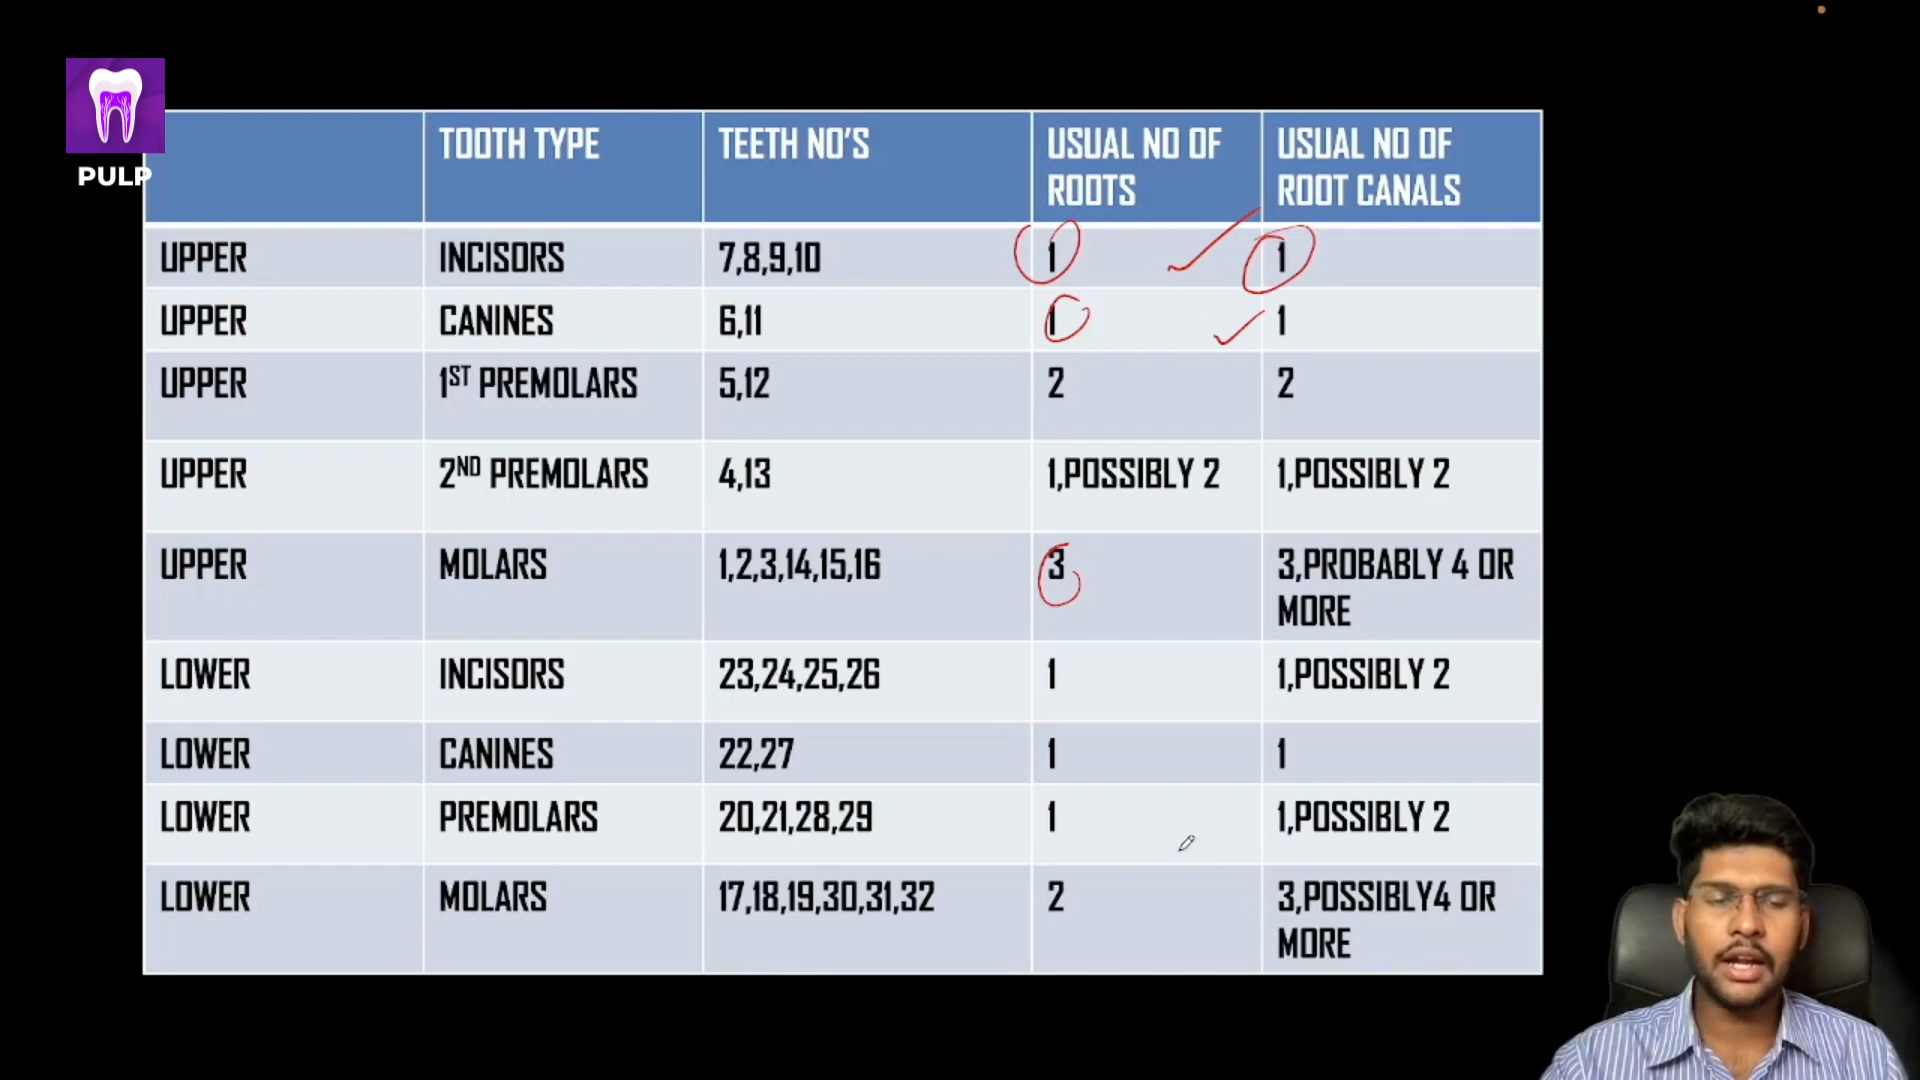 PULP
TOOTH TYPE TEETH NO'S USUAL NO OF ROOTS USUAL NO OF ROOT CANALS
UPPER INCISORS 7,8,9,10 1 1
UPPER CANINES 6,11 1 1
UPPER 1ST PREMOLARS 5,12 2 2
UPPER 2ND PREMOLARS 4,13 1,POSSIBLY 2 1,POSSIBLY 2
UPPER MOLARS 1,2,3,14,15,16 3 3,PROBABLY 4 OR MORE
LOWER INCISORS 23,24,25,26 1 1,POSSIBLY 2
LOWER CANINES 22,27 1 1
LOWER PREMOLARS 20,21,28,29 1 1,POSSIBLY 2
LOWER MOLARS 17,18,19,30,31,32 2 3,POSSIBLY4 OR MORE